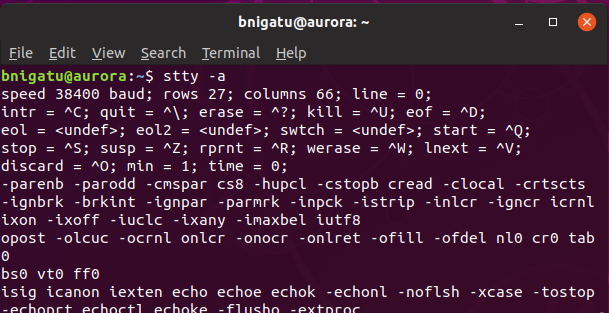 bnigatu@aurora: ~
File Edit View Search Terminal Help
bnigatu@aurora:~$ stty -a
speed 38400 baud; rows 27; columns 66; line = 0;
intr = ^C; quit = ^\; erase = ^?; kill = ^U; eof = ^D;
eol = <undef>; eol2 = <undef>; swtch = <undef>; start = ^Q;
stop = ^S; susp = ^Z; rprnt = ^R; werase = ^W; lnext = ^V;
discard = ^O; min = 1; time = 0;
-parenb -parodd -cmspar cs8 -hupcl -cstopb cread -clocal -crtscts
-ignbrk -brkint -ignpar -parmrk -inpck -istrip -inlcr -igncr icrnl
ixon -ixoff -iuclc -ixany -imaxbel iutf8
opost -olcuc -ocrnl onlcr -onocr -onlret -ofill -ofdel nl0 cr0 tab
0
bs0 vt0 ff0
isig icanon iexten echo echoe echok -echonl -noflsh -xcase -tostop
-echoprt echoctl echoke -flusho -extproc